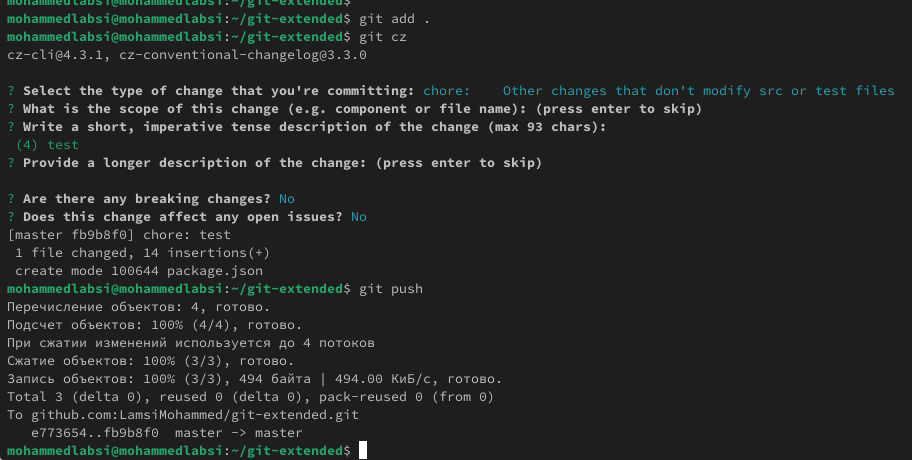 mohammedlabsi@mohammedlabsi:~/git-extended$
mohammedlabsi@mohammedlabsi:~/git-extended$ git add .
mohammedlabsi@mohammedlabsi:~/git-extended$ git cz
cz-cli@4.3.1, cz-conventional-changelog@3.3.0
? Select the type of change that you're committing: chore:    Other changes that don't modify src or test files
? What is the scope of this change (e.g. component or file name): (press enter to skip)
? Write a short, imperative tense description of the change (max 93 chars):
 (4) test
? Provide a longer description of the change: (press enter to skip)
? Are there any breaking changes? No
? Does this change affect any open issues? No
[master fb9b8f0] chore: test
 1 file changed, 14 insertions(+)
 create mode 100644 package.json
mohammedlabsi@mohammedlabsi:~/git-extended$ git push
Перечисление объектов: 4, готово.
Подсчет объектов: 100% (4/4), готово.
При сжатии изменений используется до 4 потоков
Сжатие объектов: 100% (3/3), готово.
Запись объектов: 100% (3/3), 494 байта | 494.00 КиБ/с, готово.
Total 3 (delta 0), reused 0 (delta 0), pack-reused 0 (from 0)
To github.com:LamsiMohammed/git-extended.git
   e773654..fb9b8f0  master -> master
mohammedlabsi@mohammedlabsi:~/git-extended$